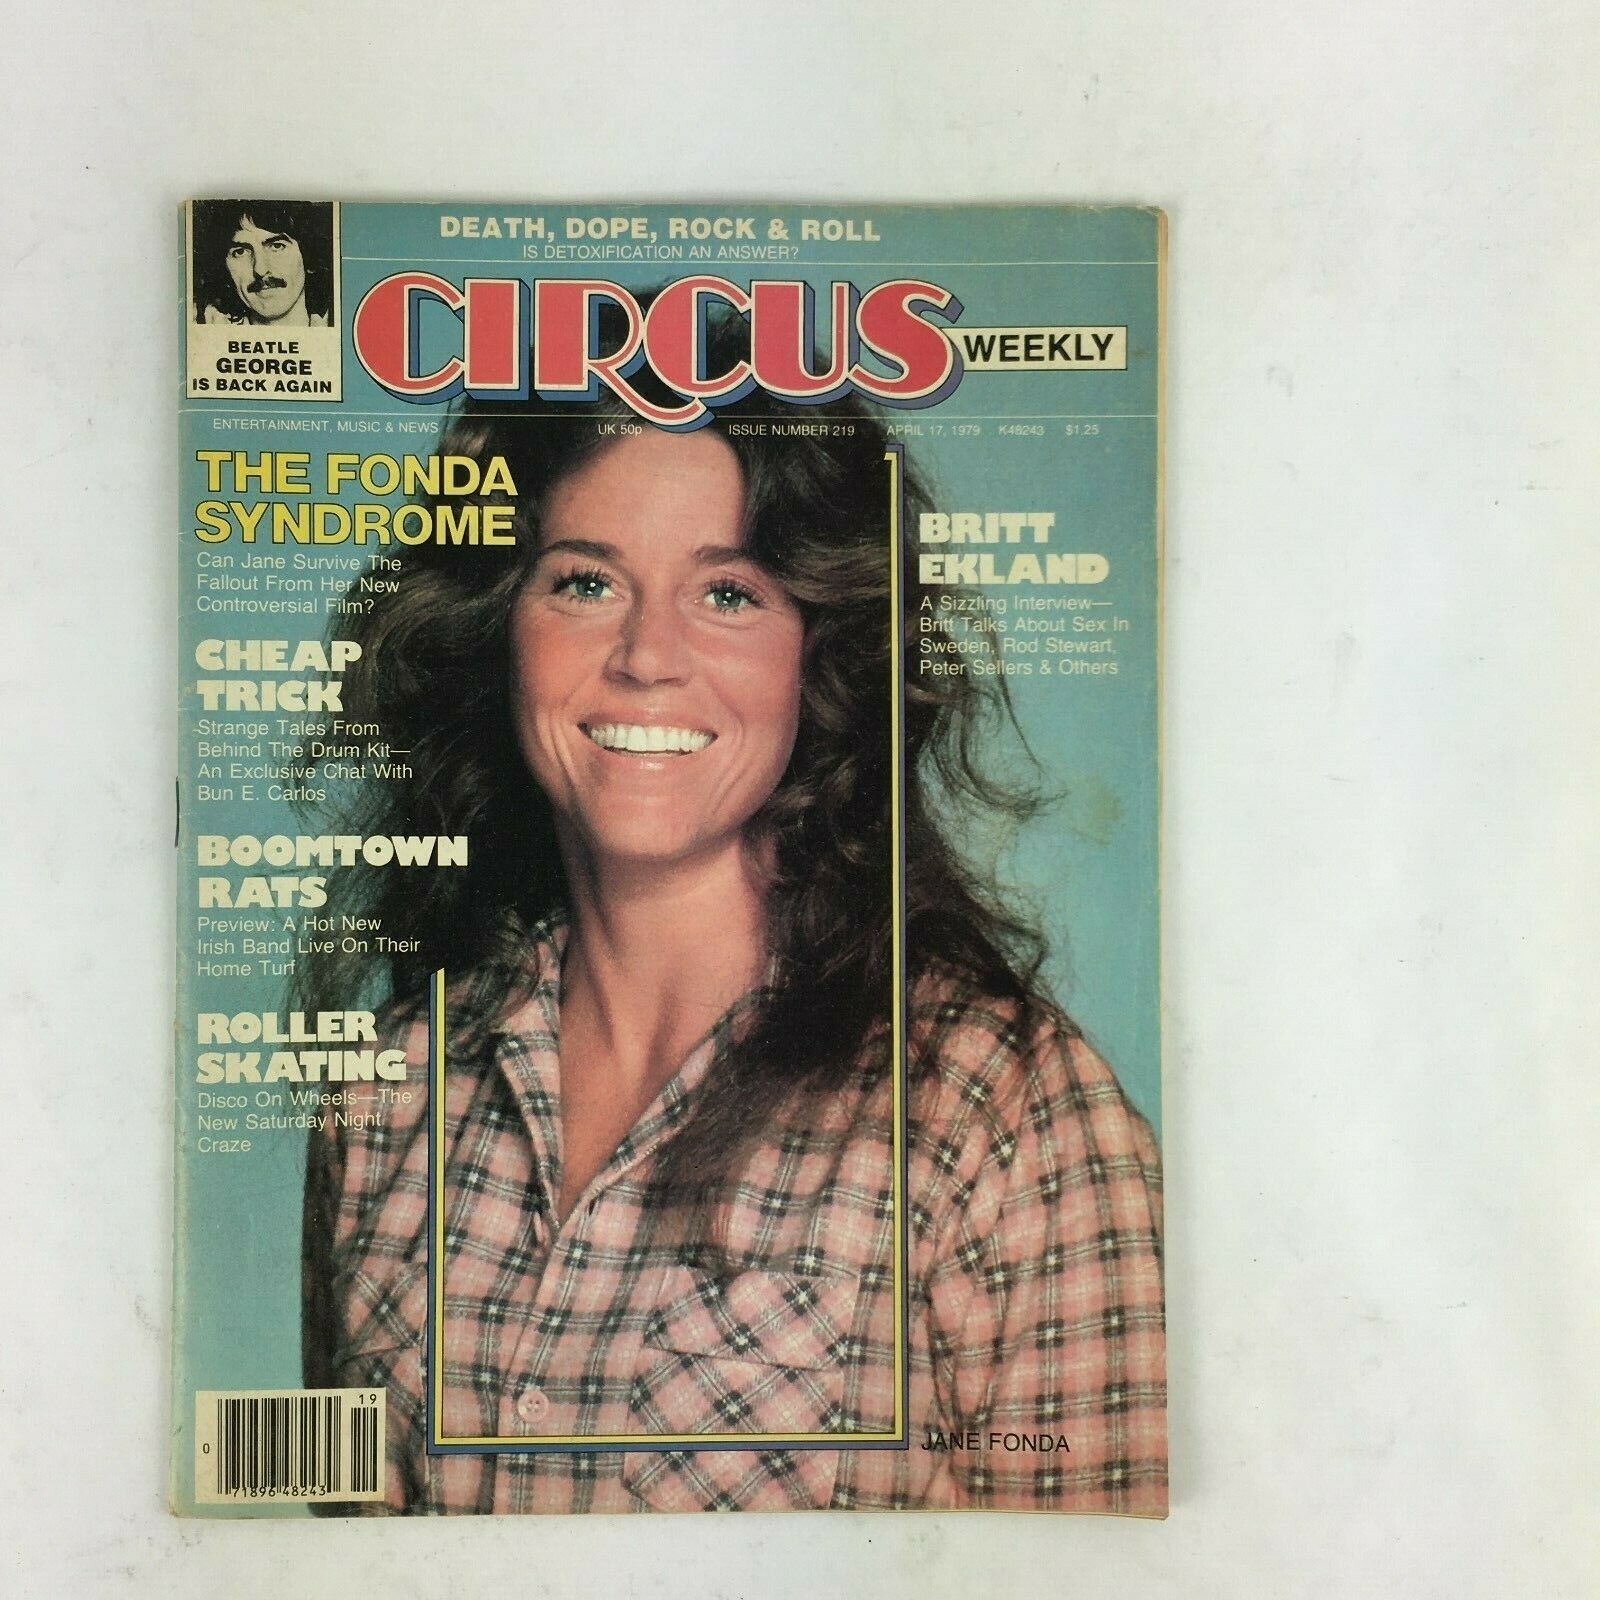 DEATH, DOPE, ROCK & ROLL
IS DETOXIFICATION AN ANSWER?
BEATLE
GEORGE
IS BACK AGAIN
CIRCUS
WEEKLY
ENTERTAINMENT, MUSIC & NEWS UK 50p ISSUE NUMBER 219 APRIL 17, 1979 K48243 $1.25
THE FONDA
SYNDROME
Can Jane Survive The
Fallout From Her New
Controversial Film?
CHEAP
TRICK
Strange Tales From
Behind The Drum Kit—
An Exclusive Chat With
Bun E. Carlos
BOOMTOWN
RATS
Preview: A Hot New
Irish Band Live On Their
Home Turf
ROLLER
SKATING
Disco On Wheels—The
New Saturday Night
Craze
BRITT
EKLAND
A Sizzling Interview—
Britt Talks About Sex In
Sweden, Rod Stewart,
Peter Sellers & Others
JANE FONDA
19
0
71896 48243